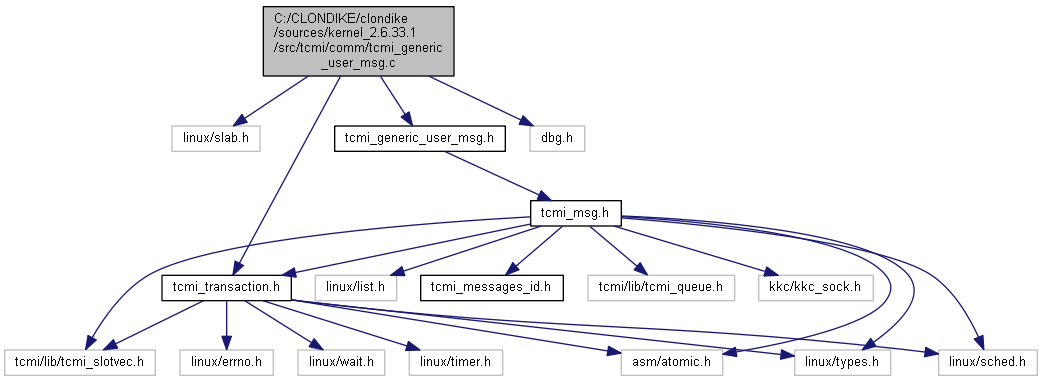 C:/CLONDIKE/clondike
/sources/kernel_2.6.33.1
/src/tcmi/comm/tcmi_generic
_user_msg.c
linux/slab.h
tcmi_generic_user_msg.h
dbg.h
tcmi_msg.h
tcmi_transaction.h
linux/list.h
tcmi_messages_id.h
tcmi/lib/tcmi_queue.h
kkc/kkc_sock.h
tcmi/lib/tcmi_slotvec.h
linux/errno.h
linux/wait.h
linux/timer.h
asm/atomic.h
linux/types.h
linux/sched.h